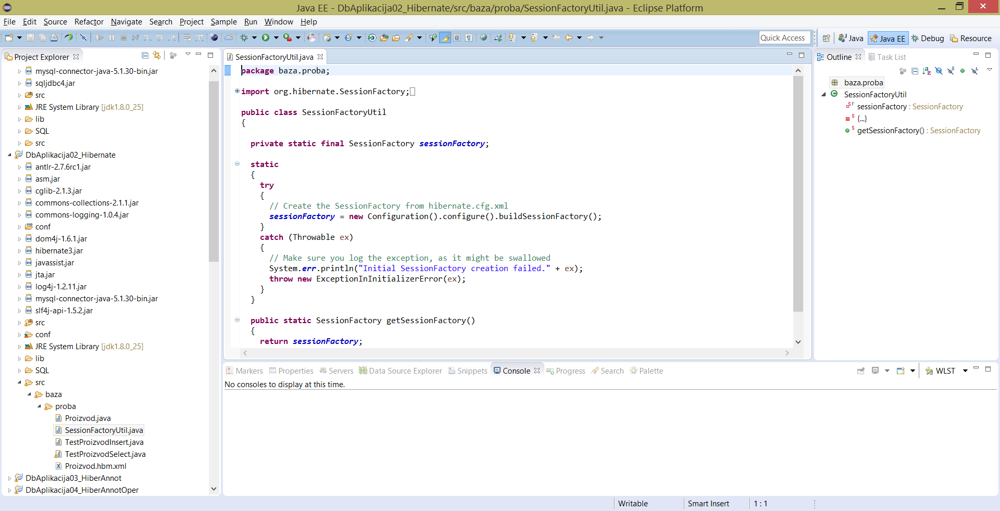 Java EE - DbAplikacija02_Hibernate/src/baza/proba/SessionFactoryUtil.java - Eclipse Platform
File Edit Source Refactor Navigate Search Project Sample Run Window Help
Quick Access Java Java EE Debug Resource
Project Explorer
mysql-connector-java-5.1.30-bin.jar
sqljdbc4.jar
src
JRE System Library [jdk1.8.0_25]
lib
SQL
src
DbAplikacija02_Hibernate
antlr-2.7.6rc1.jar
asm.jar
cglib-2.1.3.jar
commons-collections-2.1.1.jar
commons-logging-1.0.4.jar
conf
dom4j-1.6.1.jar
hibernate3.jar
javassist.jar
jta.jar
log4j-1.2.11.jar
mysql-connector-java-5.1.30-bin.jar
slf4j-api-1.5.2.jar
src
conf
JRE System Library [jdk1.8.0_25]
lib
SQL
src
baza
proba
Proizvod.java
SessionFactoryUtil.java
TestProizvodInsert.java
TestProizvodSelect.java
Proizvod.hbm.xml
DbAplikacija03_HiberAnnot
DbAplikacija04_HiberAnnotOper
SessionFactoryUtil.java
package baza.proba;
import org.hibernate.SessionFactory;
public class SessionFactoryUtil
{
private static final SessionFactory sessionFactory;
static
{
try
{
// Create the SessionFactory from hibernate.cfg.xml
sessionFactory = new Configuration().configure().buildSessionFactory();
}
catch (Throwable ex)
{
// Make sure you log the exception, as it might be swallowed
System.err.println("Initial SessionFactory creation failed." + ex);
throw new ExceptionInInitializerError(ex);
}
}
public static SessionFactory getSessionFactory()
{
return sessionFactory;
Outline Task List
baza.proba
SessionFactoryUtil
sessionFactory : SessionFactory
{...}
getSessionFactory() : SessionFactory
Markers Properties Servers Data Source Explorer Snippets Console Progress Search Palette WLST
No consoles to display at this time.
Writable Smart Insert 1 : 1